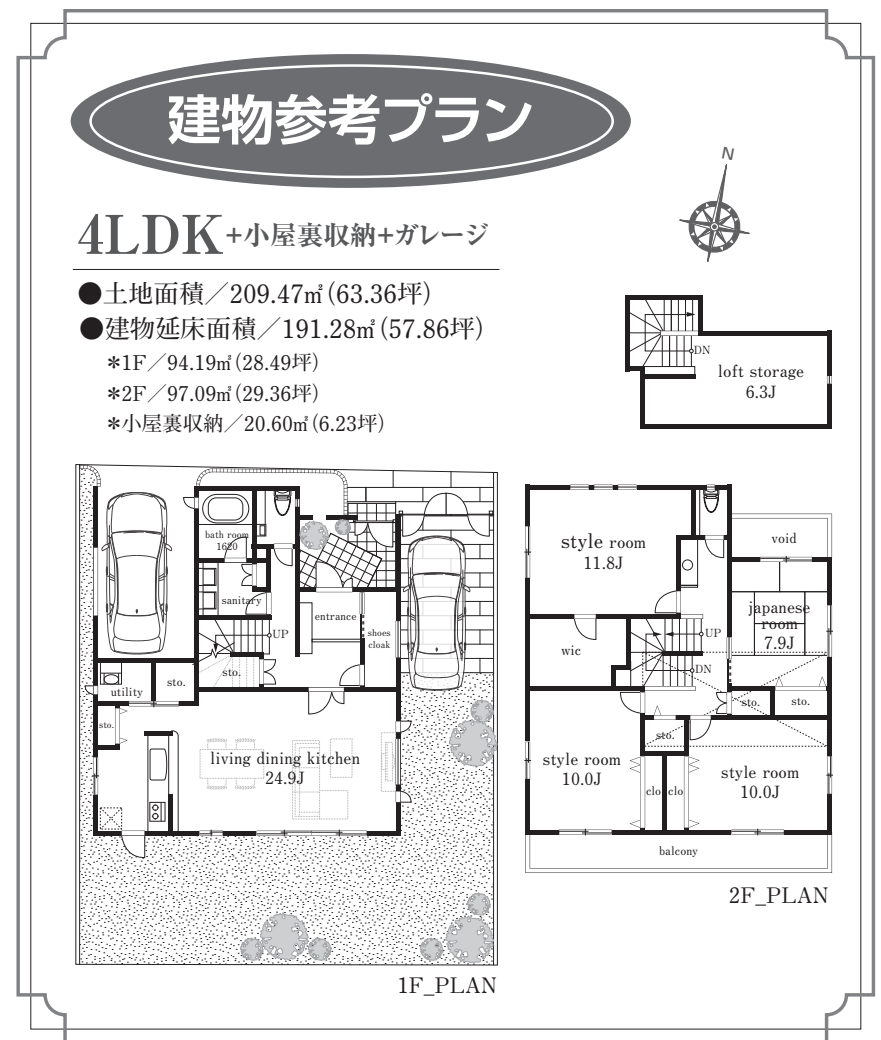 建物参考プラン
N
4LDK+小屋裏収納+ガレージ
●土地面積／209.47㎡(63.36坪)
●建物延床面積／191.28㎡(57.86坪)
*1F／94.19㎡(28.49坪)
*2F／97.09㎡(29.36坪)
*小屋裏収納／20.60㎡(6.23坪)
DN
loft storage
6.3J
bath room
1620
sanitary
entrance
shoes
cloak
UP
sto.
utility
sto.
sto.
living dining kitchen
24.9J
1F_PLAN
style room
11.8J
void
japanese
room
7.9J
wic
UP
DN
sto.
sto.
sto.
style room
10.0J
clo
clo
style room
10.0J
balcony
2F_PLAN